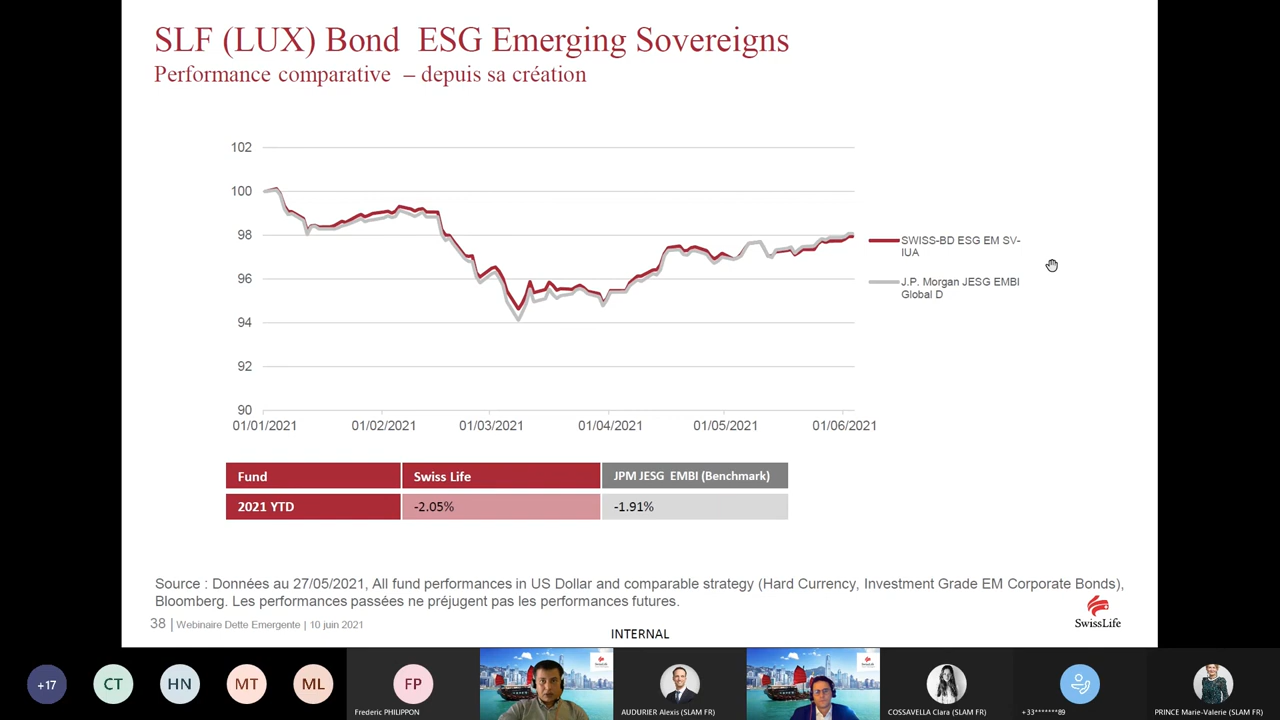 SLF (LUX) Bond ESG Emerging Sovereigns
Performance comparative – depuis sa création
102
100
98
96
94
92
90
01/01/2021 01/02/2021 01/03/2021 01/04/2021 01/05/2021 01/06/2021
SWISS-BD ESG EM SV-
IUA
J.P. Morgan JESG EMBI
Global D
Fund Swiss Life JPM JESG EMBI (Benchmark)
2021 YTD -2.05% -1.91%
Source : Données au 27/05/2021, All fund performances in US Dollar and comparable strategy (Hard Currency, Investment Grade EM Corporate Bonds),
Bloomberg. Les performances passées ne préjugent pas les performances futures.
38 | Webinaire Dette Emergente | 10 juin 2021
SwissLife
INTERNAL
+17 CT HN MT ML FP
Frederic PHILIPPON AUDURIER Alexis (SLAM FR) COSSAVELLA Clara (SLAM FR) +33*******89 PRINCE Marie-Valerie (SLAM FR)